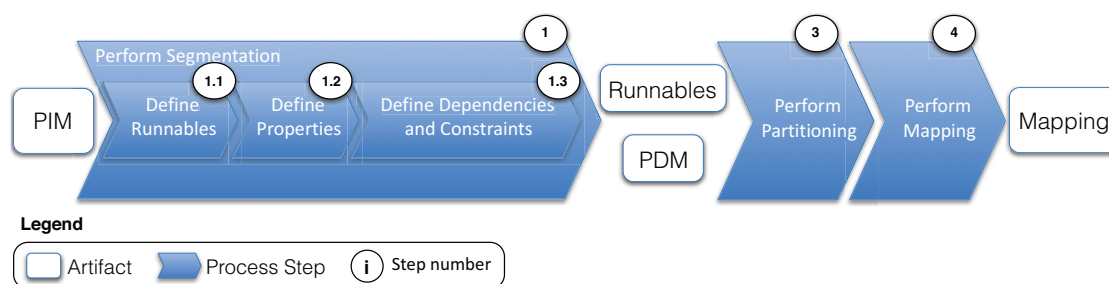 1
3
4
Perform Segmentation
1.1
1.2
1.3
PIM
Define
Runnables
Define
Properties
Define Dependencies
and Constraints
Runnables
PDM
Perform
Partitioning
Perform
Mapping
Mapping
Legend
Artifact
Process Step
i
Step number